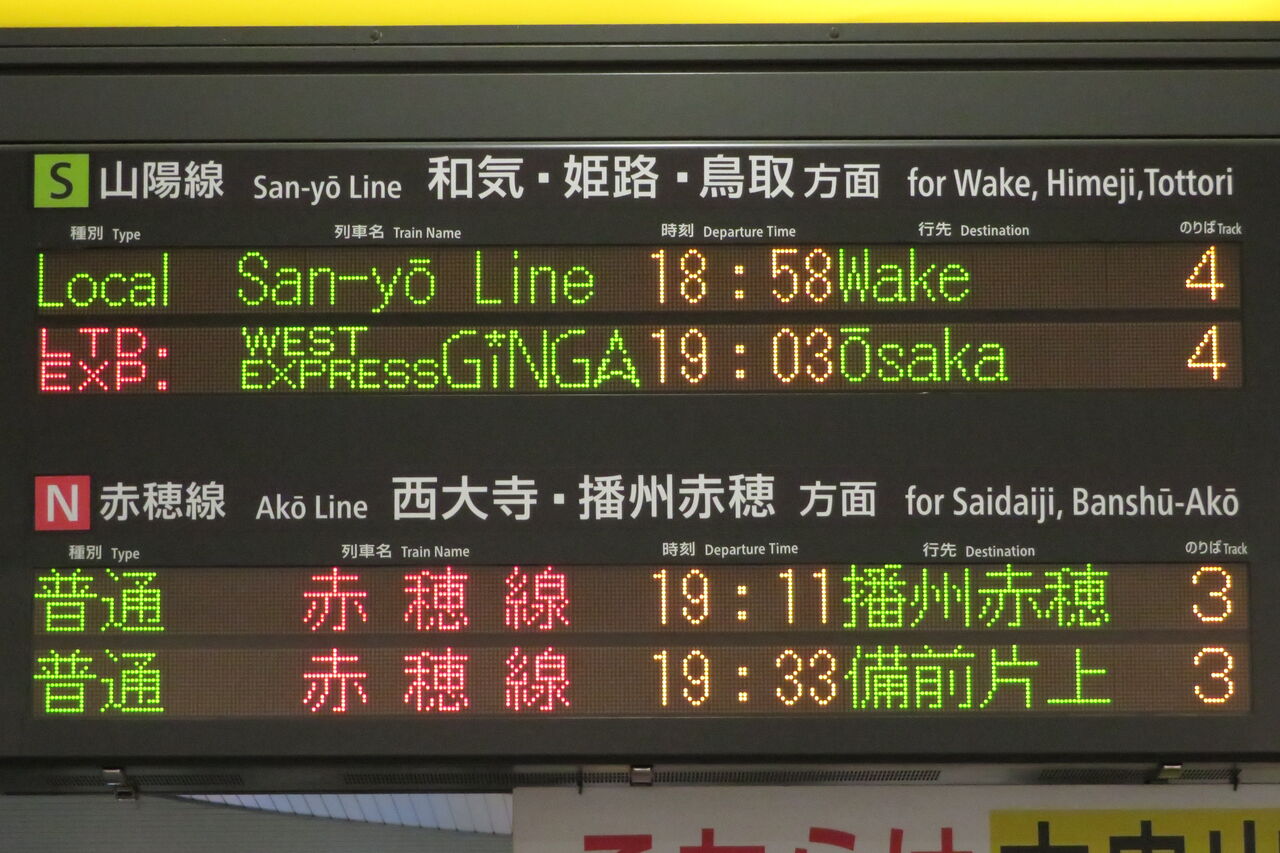 S 山陽線 San-yō Line 和気・姫路・鳥取方面 for Wake, Himeji,Tottori
種別 Type 列車名 Train Name 時刻 Departure Time 行先 Destination のりば Track
Local San-yō Line 18:58 Wake 4
LTD. EXP. WEST EXPRESS GiNGA 19:03 Ōsaka 4
N 赤穂線 Akō Line 西大寺・播州赤穂 方面 for Saidaiji, Banshū-Akō
種別 Type 列車名 Train Name 時刻 Departure Time 行先 Destination のりば Track
普通 赤穂線 19:11 播州赤穂 3
普通 赤穂線 19:33 備前片上 3